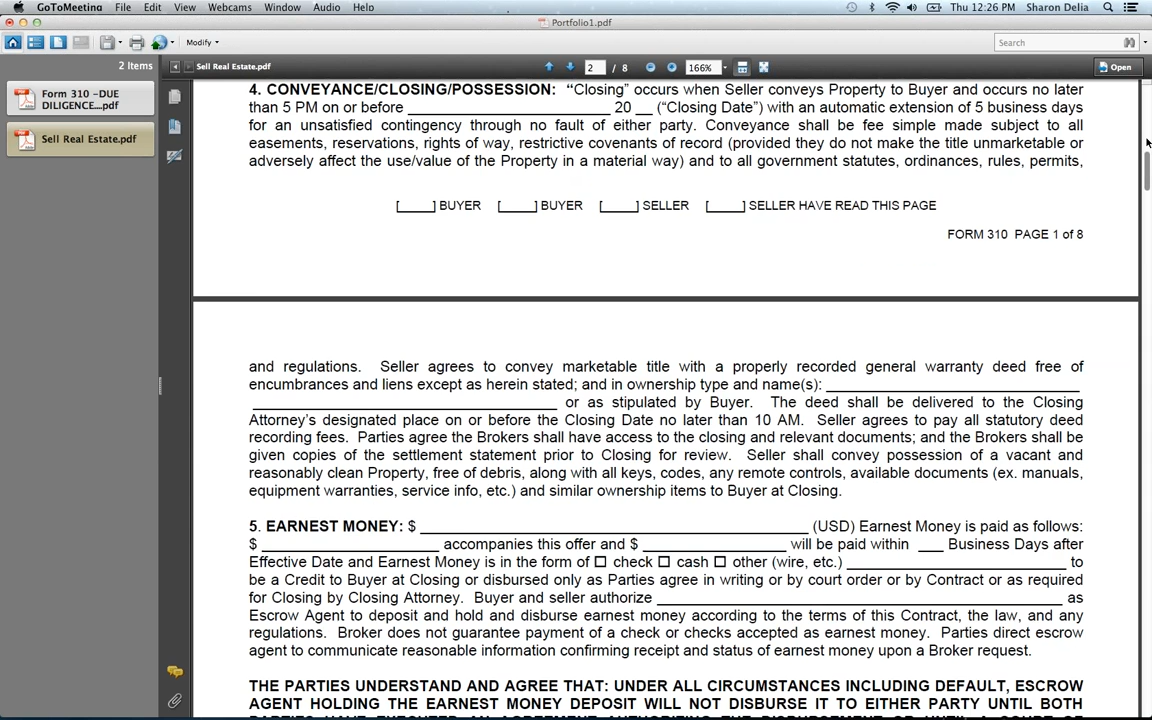 GoToMeeting File Edit View Webcams Window Audio Help Thu 12:26 PM Sharon Delia
Portfolio1.pdf
Modify Search
2 Items Sell Real Estate.pdf 2 / 8 166% Open
Form 310 -DUE
DILIGENCE....pdf
Sell Real Estate.pdf
4. CONVEYANCE/CLOSING/POSSESSION: “Closing” occurs when Seller conveys Property to Buyer and occurs no later
than 5 PM on or before ____________________________ 20 __ (“Closing Date”) with an automatic extension of 5 business days
for an unsatisfied contingency through no fault of either party. Conveyance shall be fee simple made subject to all
easements, reservations, rights of way, restrictive covenants of record (provided they do not make the title unmarketable or
adversely affect the use/value of the Property in a material way) and to all government statutes, ordinances, rules, permits,
[_____] BUYER [_____] BUYER [_____] SELLER [_____] SELLER HAVE READ THIS PAGE
FORM 310 PAGE 1 of 8
and regulations. Seller agrees to convey marketable title with a properly recorded general warranty deed free of
encumbrances and liens except as herein stated; and in ownership type and name(s): ________________________________
______________________________________ or as stipulated by Buyer. The deed shall be delivered to the Closing
Attorney’s designated place on or before the Closing Date no later than 10 AM. Seller agrees to pay all statutory deed
recording fees. Parties agree the Brokers shall have access to the closing and relevant documents; and the Brokers shall be
given copies of the settlement statement prior to Closing for review. Seller shall convey possession of a vacant and
reasonably clean Property, free of debris, along with all keys, codes, any remote controls, available documents (ex. manuals,
equipment warranties, service info, etc.) and similar ownership items to Buyer at Closing.
5. EARNEST MONEY: $ ________________________________________________ (USD) Earnest Money is paid as follows:
$ ______________________ accompanies this offer and $ __________________ will be paid within ___ Business Days after
Effective Date and Earnest Money is in the form of ☐ check ☐ cash ☐ other (wire, etc.) ___________________________ to
be a Credit to Buyer at Closing or disbursed only as Parties agree in writing or by court order or by Contract or as required
for Closing by Closing Attorney. Buyer and seller authorize __________________________________________________ as
Escrow Agent to deposit and hold and disburse earnest money according to the terms of this Contract, the law, and any
regulations. Broker does not guarantee payment of a check or checks accepted as earnest money. Parties direct escrow
agent to communicate reasonable information confirming receipt and status of earnest money upon a Broker request.
THE PARTIES UNDERSTAND AND AGREE THAT: UNDER ALL CIRCUMSTANCES INCLUDING DEFAULT, ESCROW
AGENT HOLDING THE EARNEST MONEY DEPOSIT WILL NOT DISBURSE IT TO EITHER PARTY UNTIL BOTH